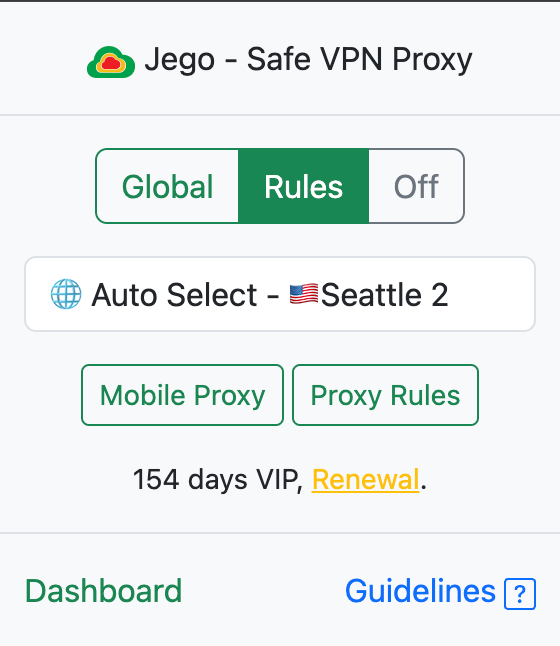 Jego - Safe VPN Proxy
Global Rules Off
Auto Select - Seattle 2
Mobile Proxy Proxy Rules
154 days VIP, Renewal.
Dashboard Guidelines ?